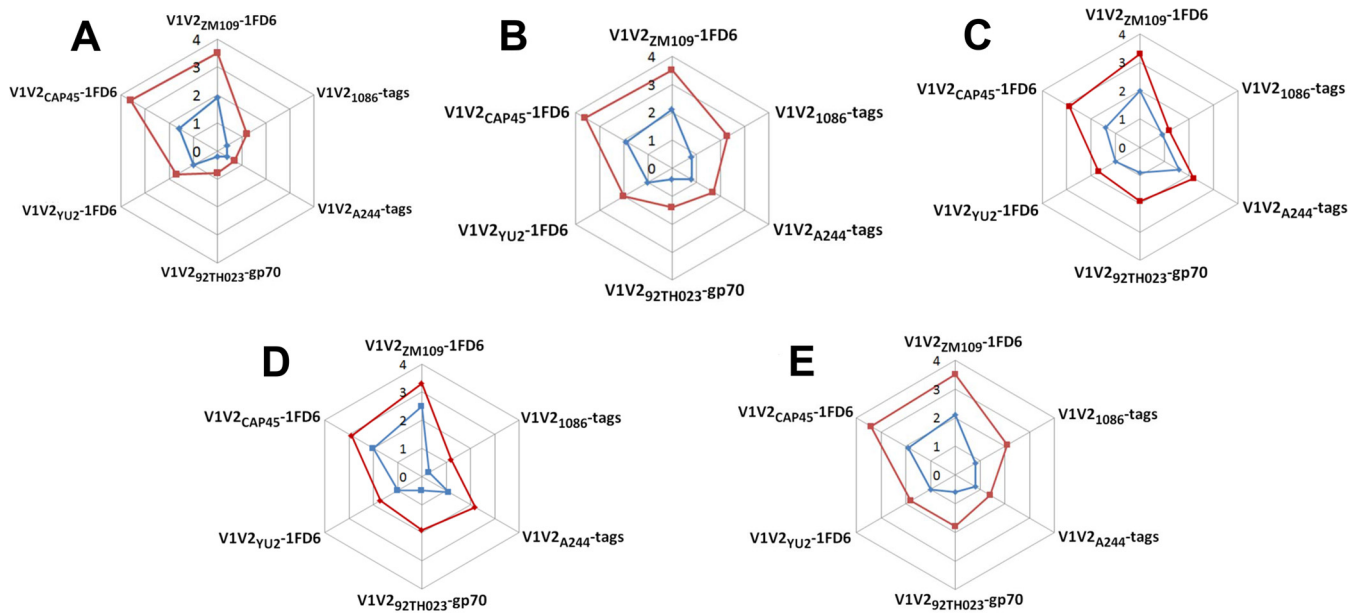 A
V1V2ZM109-1FD6
4
3
2
1
0
V1V2CAP45-1FD6
V1V21086-tags
V1V2YU2-1FD6
V1V2A244-tags
V1V292TH023-gp70
B
V1V2ZM109-1FD6
4
3
2
1
0
V1V2CAP45-1FD6
V1V21086-tags
V1V2YU2-1FD6
V1V2A244-tags
V1V292TH023-gp70
C
V1V2ZM109-1FD6
4
3
2
1
0
V1V2CAP45-1FD6
V1V21086-tags
V1V2YU2-1FD6
V1V2A244-tags
V1V292TH023-gp70
D
V1V2ZM109-1FD6
4
3
2
1
0
V1V2CAP45-1FD6
V1V21086-tags
V1V2YU2-1FD6
V1V2A244-tags
V1V292TH023-gp70
E
V1V2ZM109-1FD6
4
3
2
1
0
V1V2CAP45-1FD6
V1V21086-tags
V1V2YU2-1FD6
V1V2A244-tags
V1V292TH023-gp70